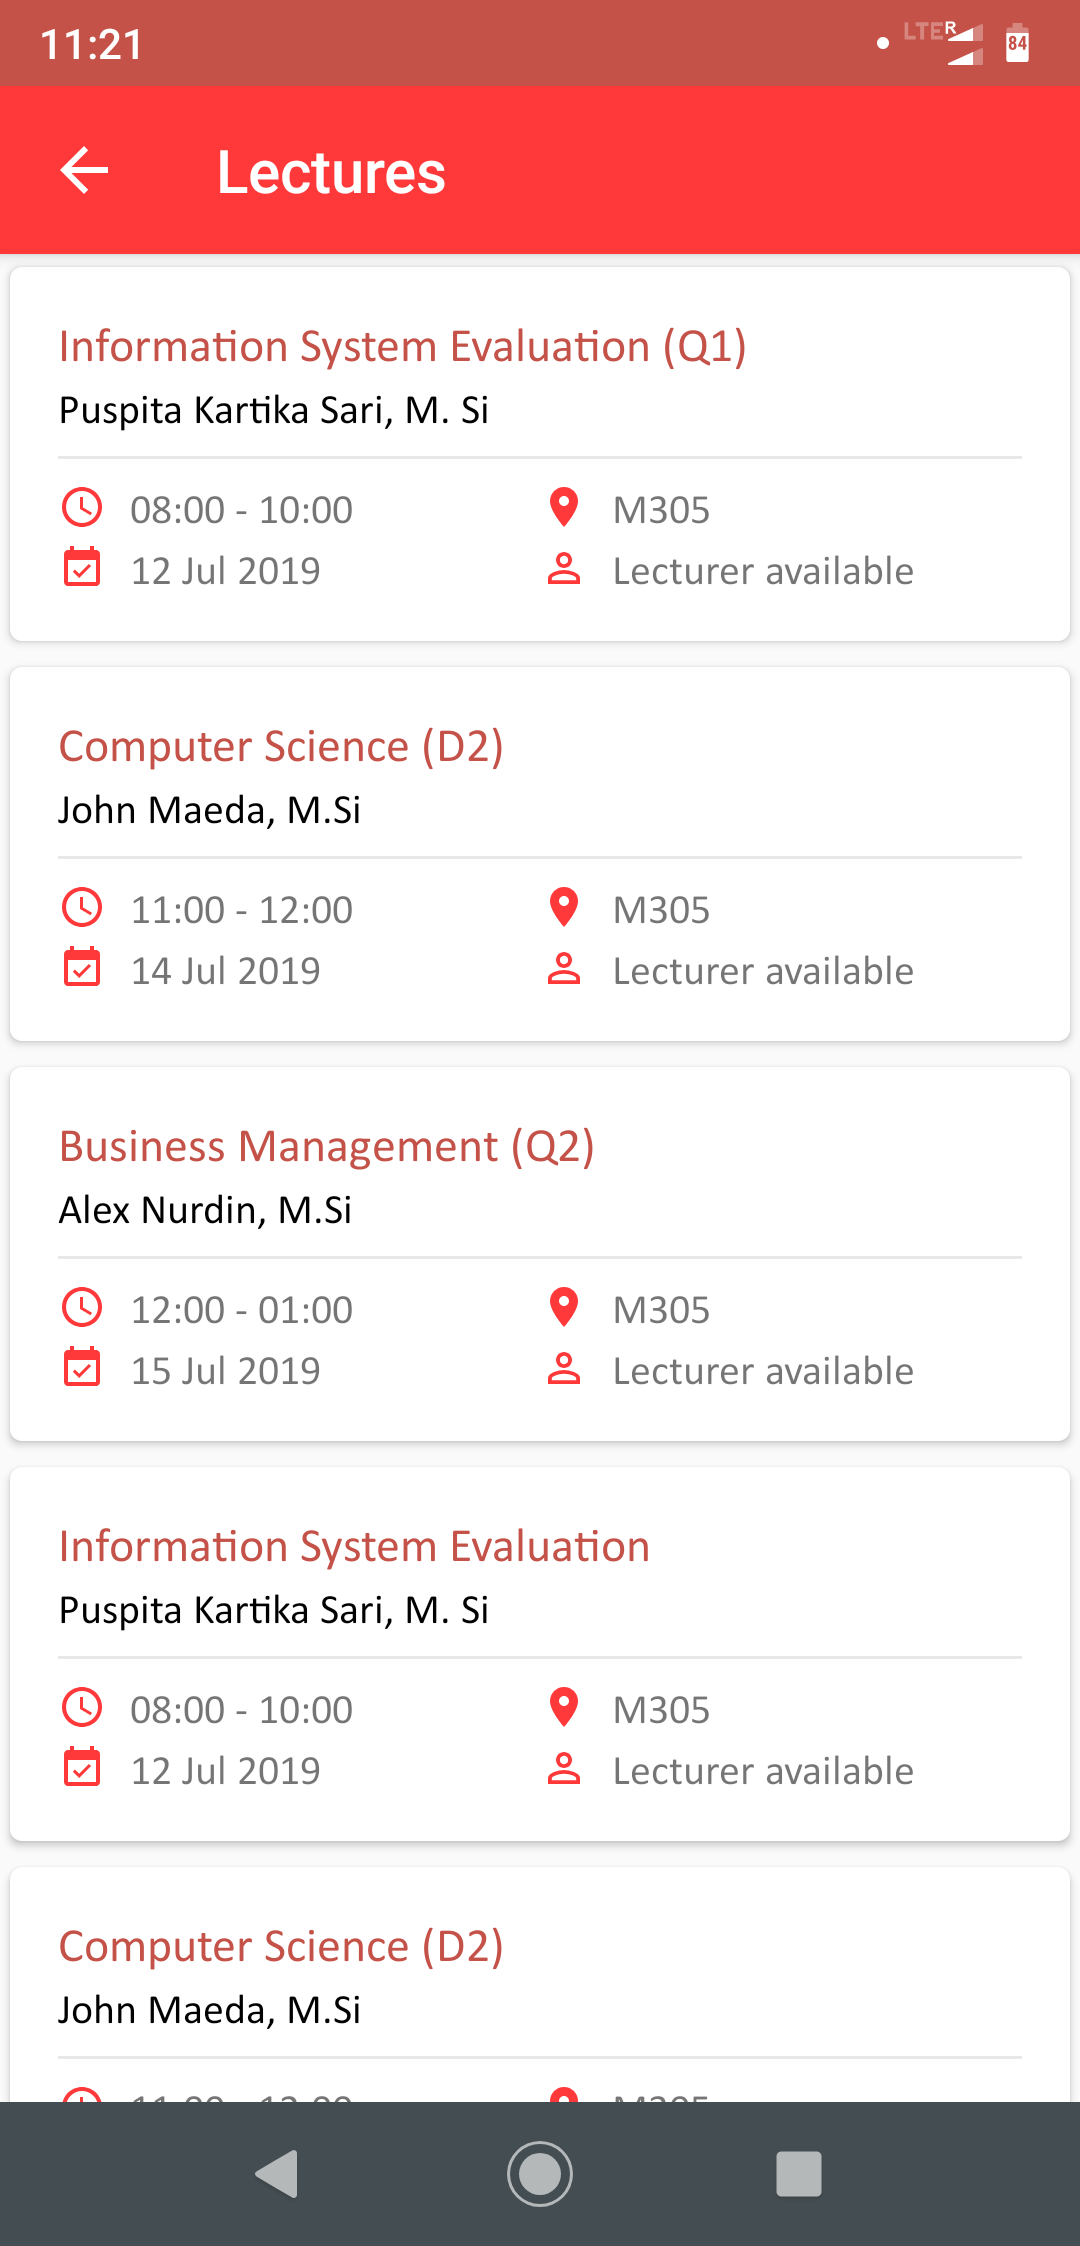 11:21
LTE R
84
Lectures
Information System Evaluation (Q1)
Puspita Kartika Sari, M. Si
08:00 - 10:00
M305
12 Jul 2019
Lecturer available
Computer Science (D2)
John Maeda, M.Si
11:00 - 12:00
M305
14 Jul 2019
Lecturer available
Business Management (Q2)
Alex Nurdin, M.Si
12:00 - 01:00
M305
15 Jul 2019
Lecturer available
Information System Evaluation
Puspita Kartika Sari, M. Si
08:00 - 10:00
M305
12 Jul 2019
Lecturer available
Computer Science (D2)
John Maeda, M.Si